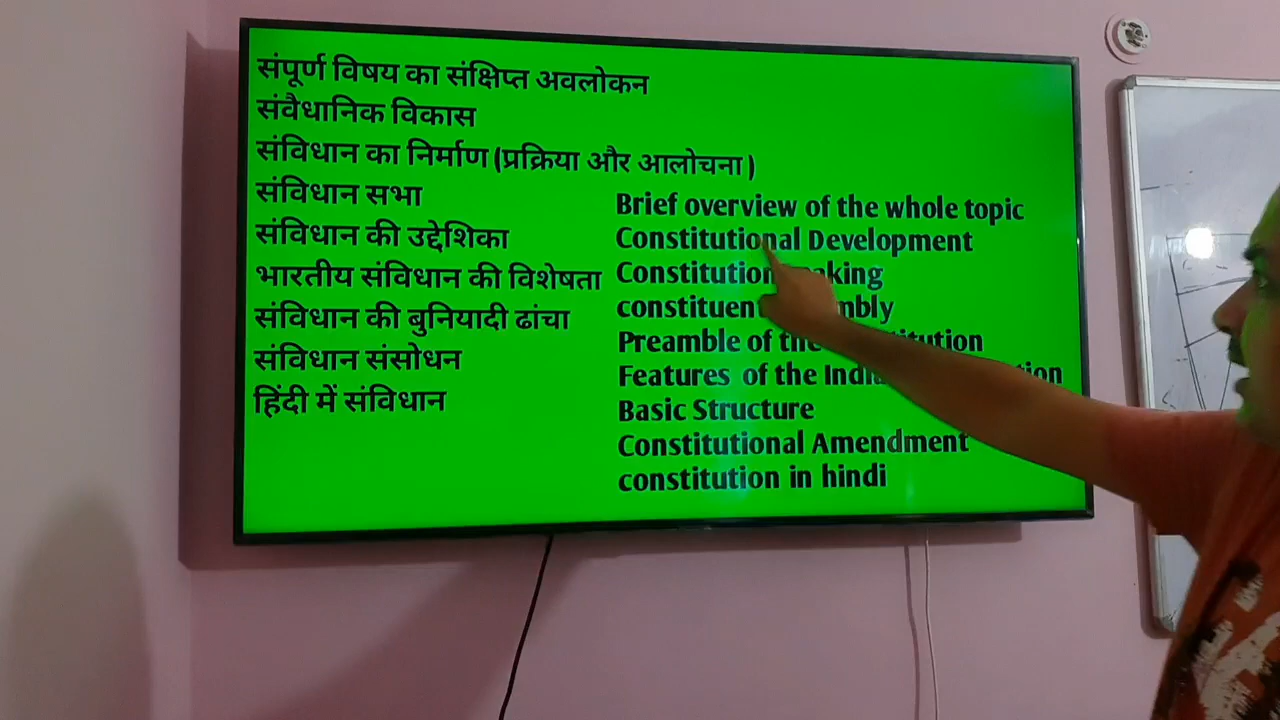 संपूर्ण विषय का संक्षिप्त अवलोकन
संवैधानिक विकास
संविधान का निर्माण (प्रक्रिया और आलोचना)
संविधान सभा
संविधान की उद्देशिका
भारतीय संविधान की विशेषता
संविधान की बुनियादी ढांचा
संविधान संसोधन
हिंदी में संविधान
Brief overview of the whole topic
Constitutional Development
Constitution
constituent
Preamble of the
Features of the
Basic Structure
Constitutional Amendment
constitution in hindi